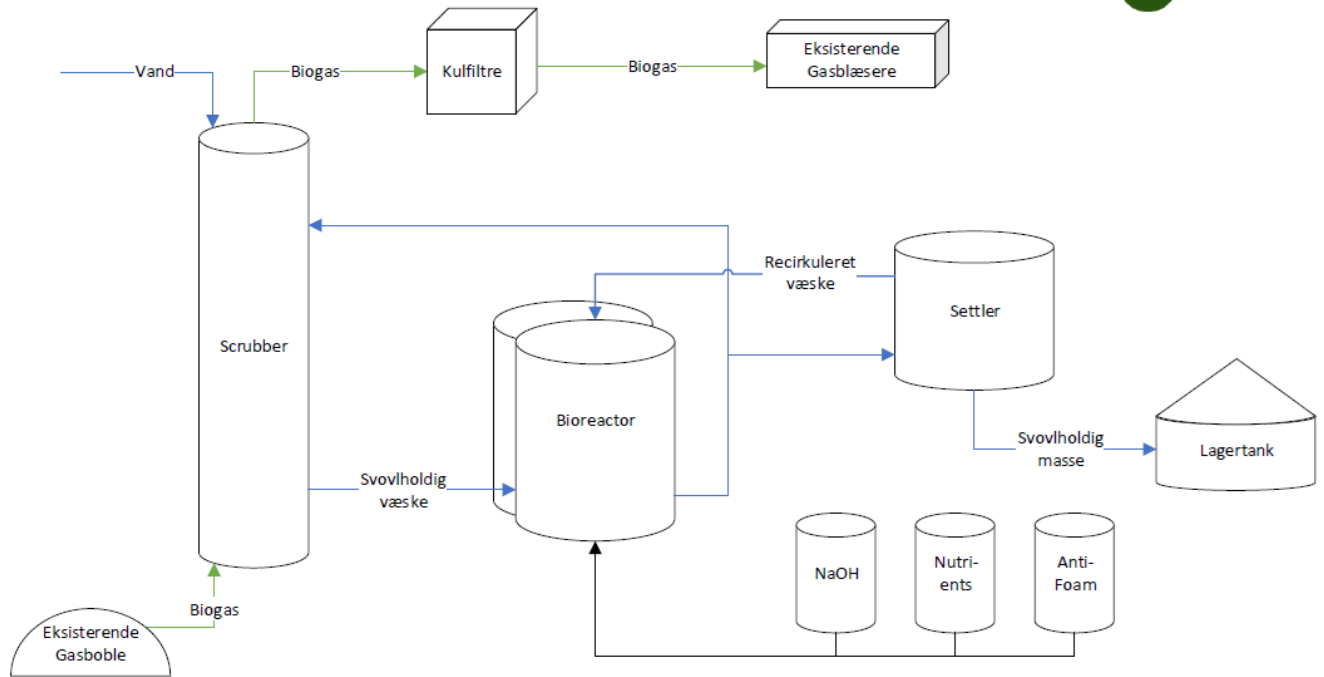 Vand
Biogas
Kulfiltre
Biogas
Eksisterende
Gasblæsere
Scrubber
Recirkuleret
væske
Settler
Bioreactor
Svovlholdig
væske
Svovlholdig
masse
Lagertank
NaOH
Nutri-
ents
Anti-
Foam
Biogas
Eksisterende
Gasboble